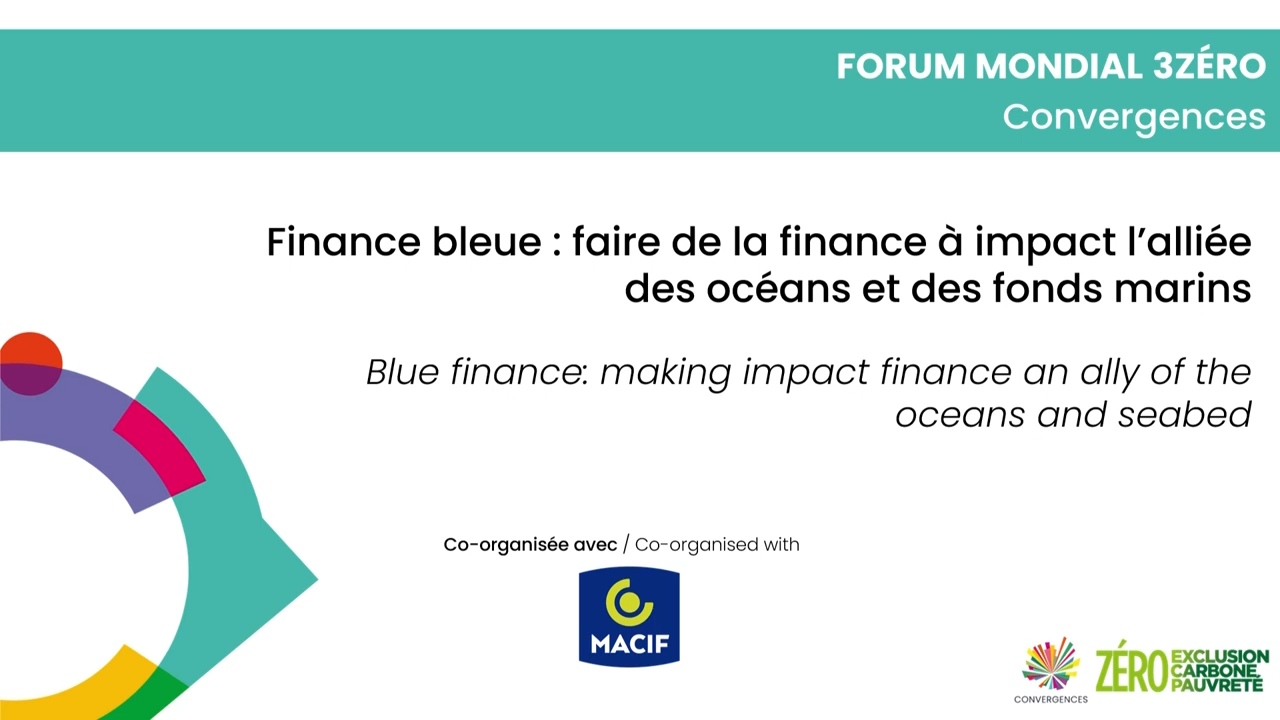 FORUM MONDIAL 3ZÉRO
Convergences
Finance bleue : faire de la finance à impact l’alliée
des océans et des fonds marins
Blue finance: making impact finance an ally of the
oceans and seabed
Co-organisée avec / Co-organised with
MACIF
CONVERGENCES
ZÉRO
EXCLUSION
CARBONE
PAUVRETÉ